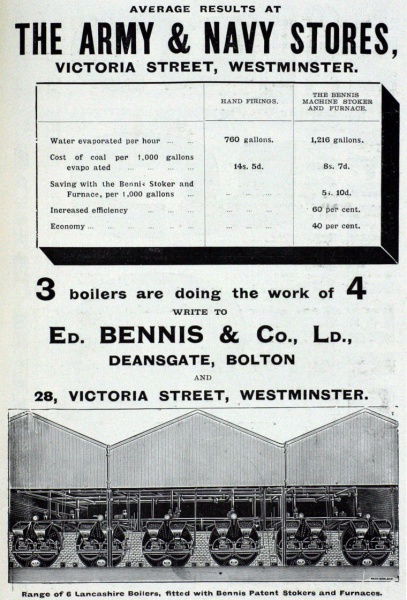 AVERAGE RESULTS AT
THE ARMY & NAVY STORES,
VICTORIA STREET, WESTMINSTER.
HAND FIRINGS.
THE BENNIS
MACHINE STOKER
AND FURNACE.
Water evaporated per hour ... ... 760 gallons. 1,216 gallons.
Cost of coal per 1,000 gallons
evapo ated ... ... ... 14s. 5d. 8s. 7d.
Saving with the Bennis Stoker and
Furnace, per 1,000 gallons ... ... ... ... 5s. 10d.
Increased efficiency ... ... ... ... ... ... 60 per cent.
Economy ... ... ... ... ... ... ... ... 40 per cent.
3 boilers are doing the work of 4
WRITE TO
ED. BENNIS & CO., LD.,
DEANSGATE, BOLTON
AND
28, VICTORIA STREET, WESTMINSTER.
Range of 6 Lancashire Boilers, fitted with Bennis Patent Stokers and Furnaces.